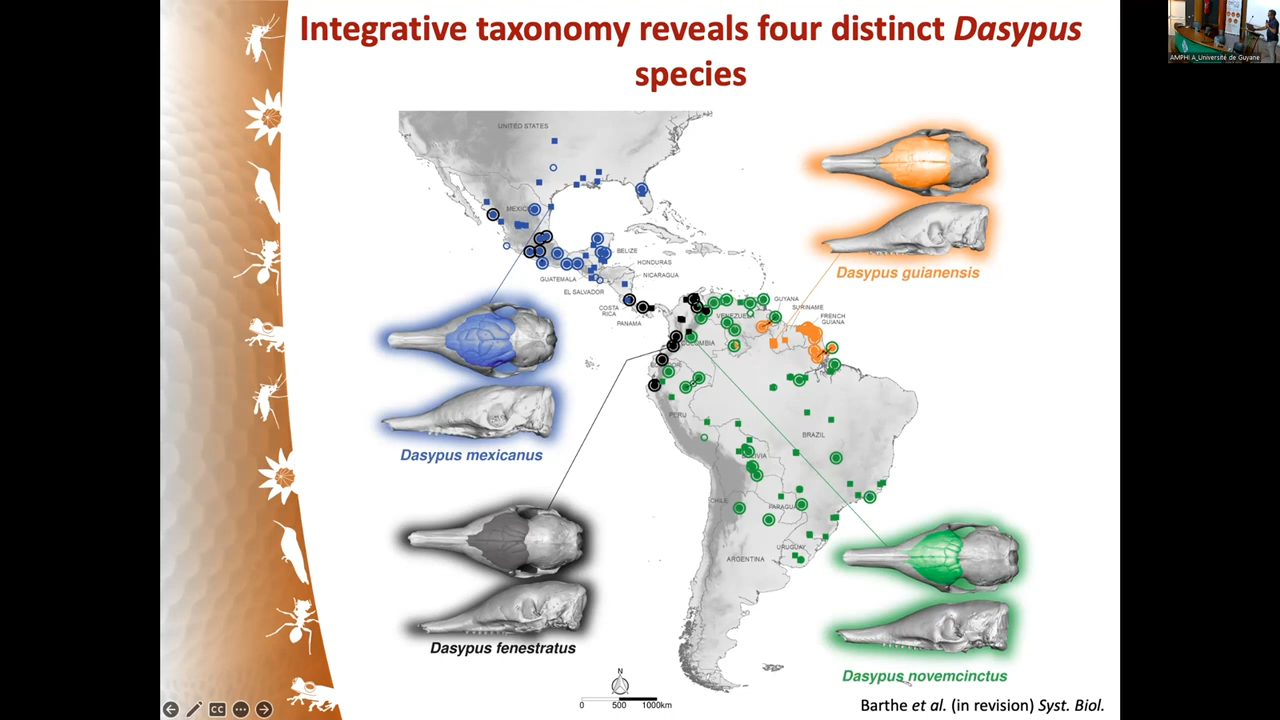 Integrative taxonomy reveals four distinct Dasypus
species
AMPHI A_Université de Guyane
UNITED STATES
MEXICO
BELIZE
HONDURAS
GUATEMALA
NICARAGUA
EL SALVADOR
COSTA
RICA
PANAMA
VENEZUELA
GUYANA
SURINAME
FRENCH
GUIANA
COLOMBIA
PERU
BRAZIL
BOLIVIA
CHILE
PARAGUAY
URUGUAY
ARGENTINA
Dasypus guianensis
Dasypus mexicanus
Dasypus fenestratus
Dasypus novemcinctus
N
0 500 1000km
Barthe et al. (in revision) Syst. Biol.
CC